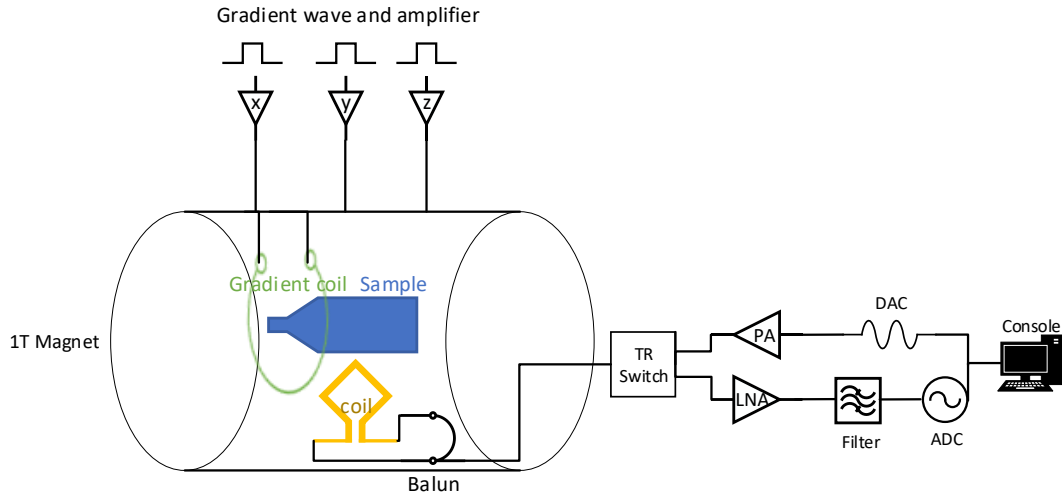 Gradient wave and amplifier
x
y
z
Gradient coil
Sample
1T Magnet
coil
Balun
TR
Switch
PA
DAC
LNA
Filter
ADC
Console